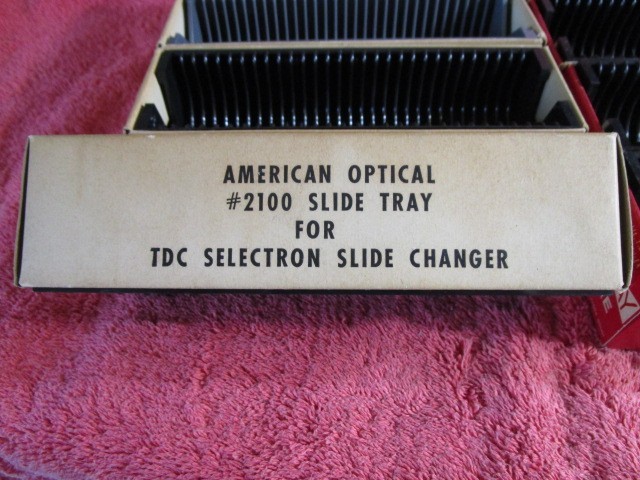 AMERICAN OPTICAL
#2100 SLIDE TRAY
FOR
TDC SELECTRON SLIDE CHANGER